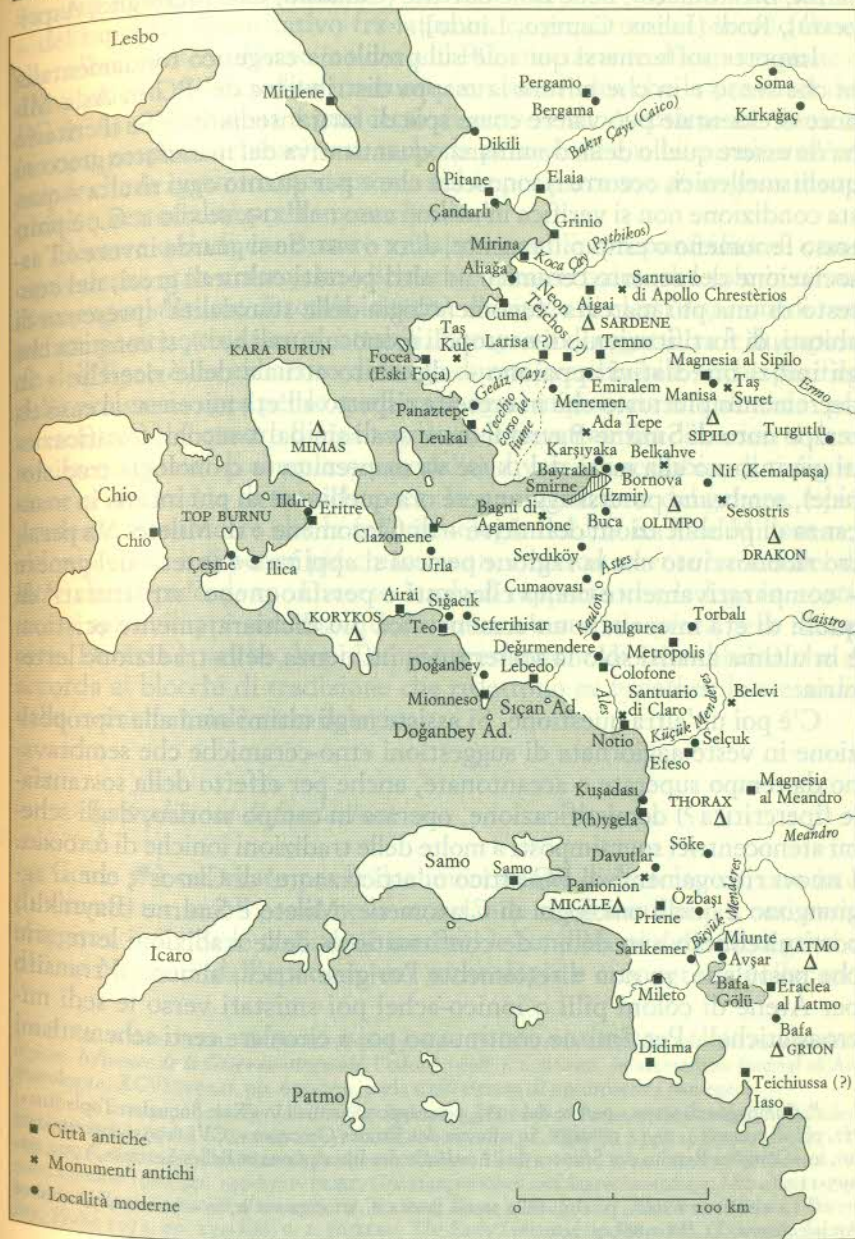 Lesbo
Mitilene
Pergamo
Bergama
Soma
Kırkağaç
Dikili
Bakır Çayı (Caico)
Pitane
Elaia
Çandarlı
Grinio
Mirina
Koca Çay (Pythikos)
Aliağa
Santuario
di Apollo Chrestèrios
Aigai
Neon
Teichos (?)
Cuma
SARDENE
Taş
Kule
Larisa (?)
Temno
KARA BURUN
Focea
(Eski Foça)
Magnesia al Sipilo
Gediz Çayı
Emiralem
Manisa
Taş
Suret
Ermo
Menemen
Panaztepe
Vecchio
corso del
fiume
Leukai
Ada Tepe
SIPILO
Turgutlu
MIMAS
Karşıyaka
Belkahve
Bayraklı
Nif (Kemalpaşa)
Smirne
Bornova
(Izmir)
Chio
Ildır
Eritre
Bagni di
Agamennone
Sesostris
TOP BURNU
OLIMPO
Clazomene
Buca
Chio
DRAKON
Urla
Seydıköy
Çeşme
Ilica
Astes
Cumaovası
Kaulon o
Airai
Sığacık
Torbalı
Caistro
KORYKOS
Teo
Seferihisar
Bulgurca
Değırmendere
Metropolis
Doğanbey
Lebedo
Colofone
Ales
Mionneso
Sıçan Ad.
Santuario
di Claro
Küçük Menderes
Belevi
Doğanbey Ad.
Notio
Selçuk
Efeso
Kuşadası
THORAX
Magnesia
al Meandro
P(h)ygela
Meandro
Söke
Samo
Davutlar
Samo
Panionion
MICALE
Özbaşı
Büyük Menderes
Priene
Icaro
Sarıkemer
Miunte
LATMO
Avşar
Mileto
Bafa
Gölü
Eraclea
al Latmo
Bafa
Didima
GRION
Patmo
Teichiussa (?)
Iaso
Città antiche
Monumenti antichi
Località moderne
0 100 km